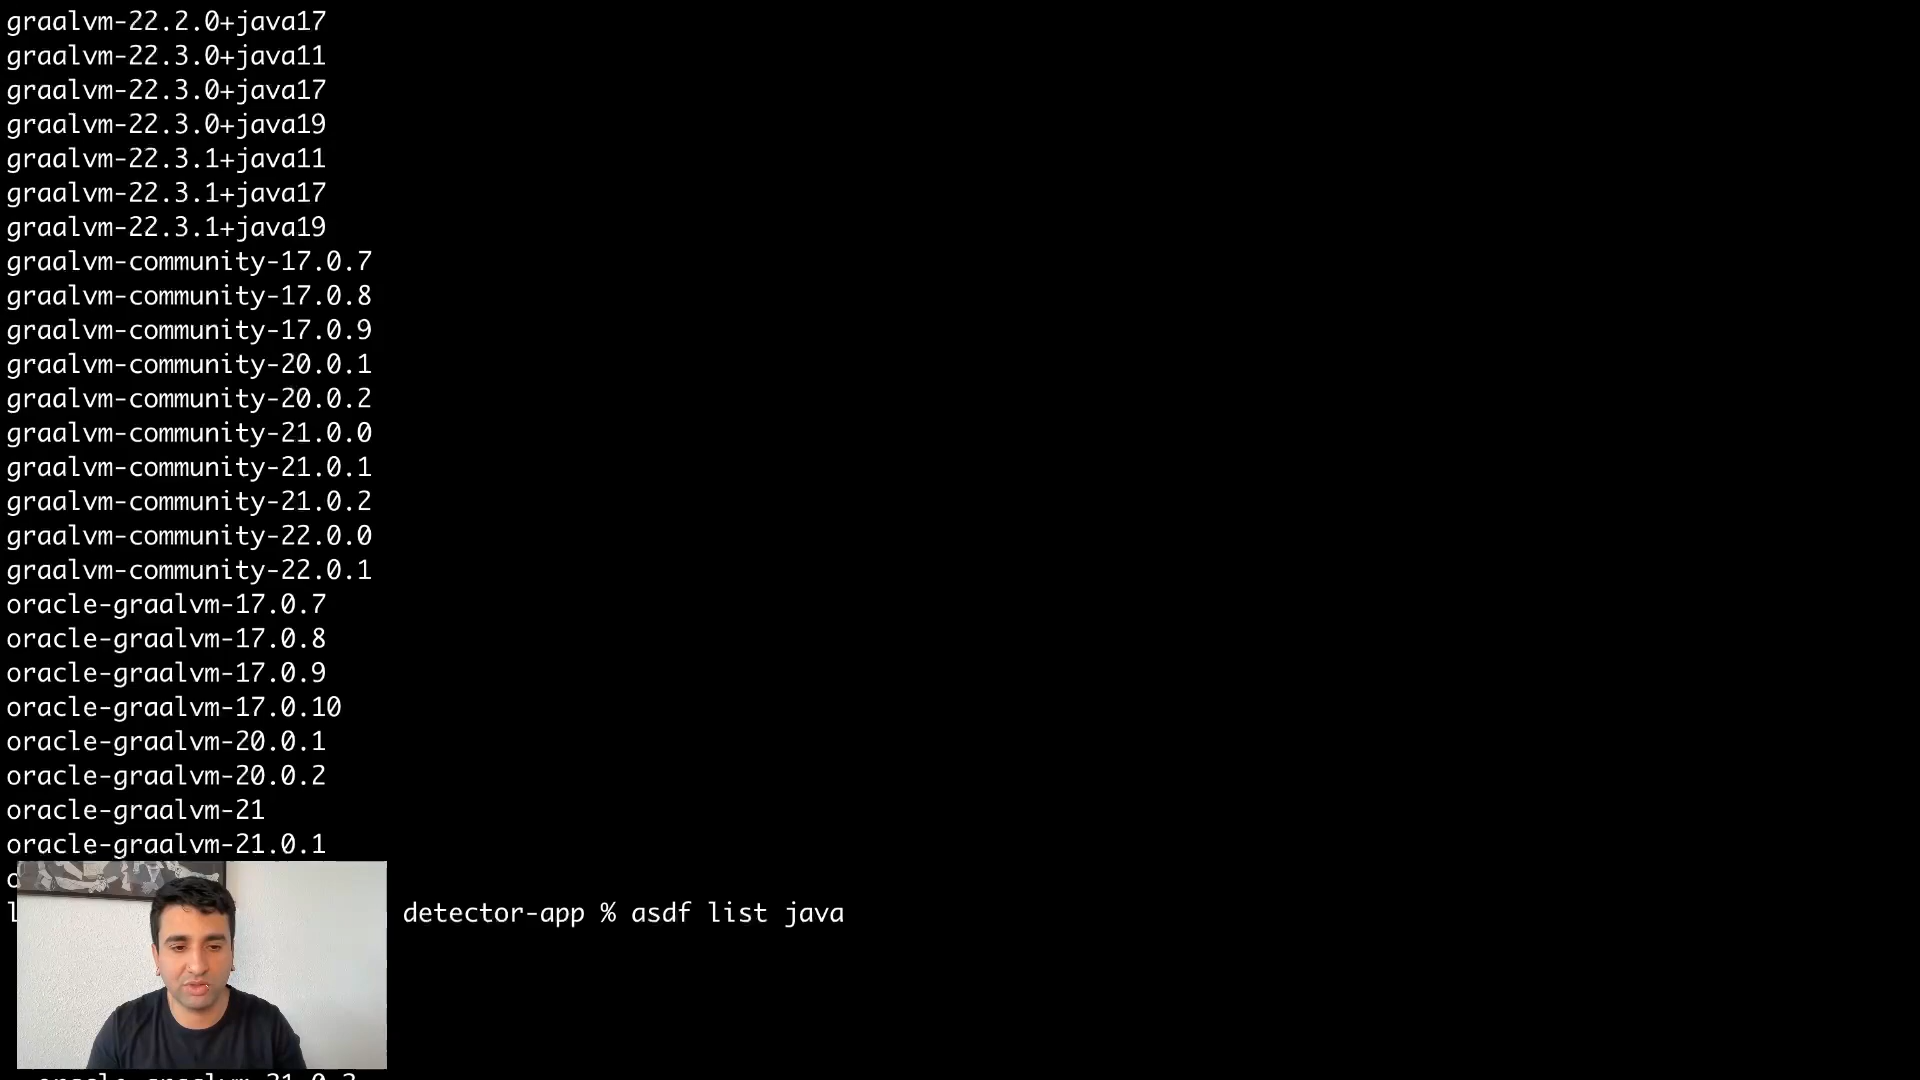 graalvm-22.2.0+java17
graalvm-22.3.0+java11
graalvm-22.3.0+java17
graalvm-22.3.0+java19
graalvm-22.3.1+java11
graalvm-22.3.1+java17
graalvm-22.3.1+java19
graalvm-community-17.0.7
graalvm-community-17.0.8
graalvm-community-17.0.9
graalvm-community-20.0.1
graalvm-community-20.0.2
graalvm-community-21.0.0
graalvm-community-21.0.1
graalvm-community-21.0.2
graalvm-community-22.0.0
graalvm-community-22.0.1
oracle-graalvm-17.0.7
oracle-graalvm-17.0.8
oracle-graalvm-17.0.9
oracle-graalvm-17.0.10
oracle-graalvm-20.0.1
oracle-graalvm-20.0.2
oracle-graalvm-21
oracle-graalvm-21.0.1
detector-app % asdf list java